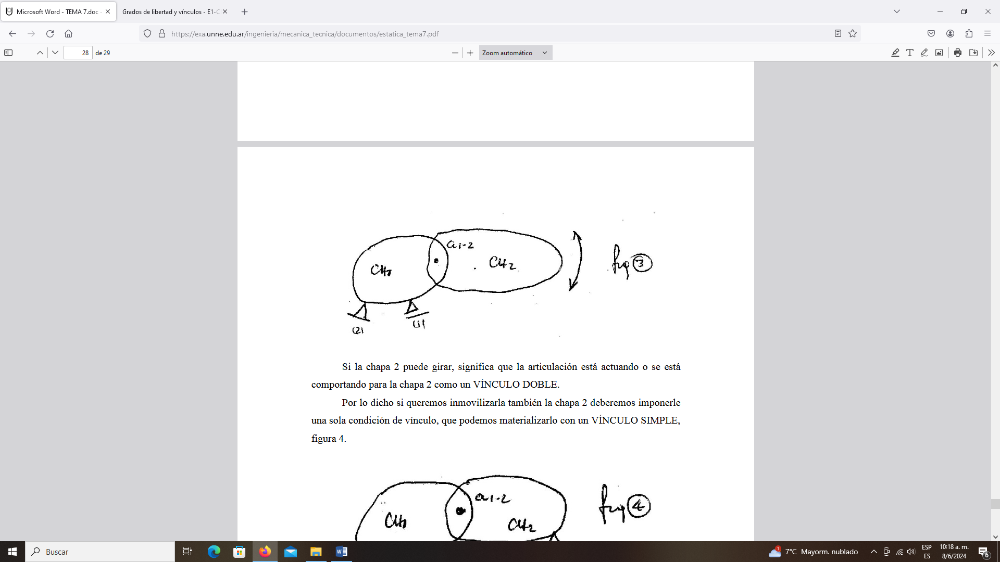 Microsoft Word - TEMA 7.doc -
Grados de libertad y vínculos - E1-C
https://exa.unne.edu.ar/ingenieria/mecanica_tecnica/documentos/estatica_tema7.pdf
28 de 29
Zoom automático
a1-2
CH1
CH2
fig 3
(2)
(1)
Si la chapa 2 puede girar, significa que la articulación está actuando o se está
comportando para la chapa 2 como un VÍNCULO DOBLE.
Por lo dicho si queremos inmovilizarla también la chapa 2 deberemos imponerle
una sola condición de vínculo, que podemos materializarlo con un VÍNCULO SIMPLE,
figura 4.
a1-2
fig 4
CH1
CH2
Buscar
1
7°C Mayorm. nublado
ESP
ES
10:18 a. m.
8/6/2024
6